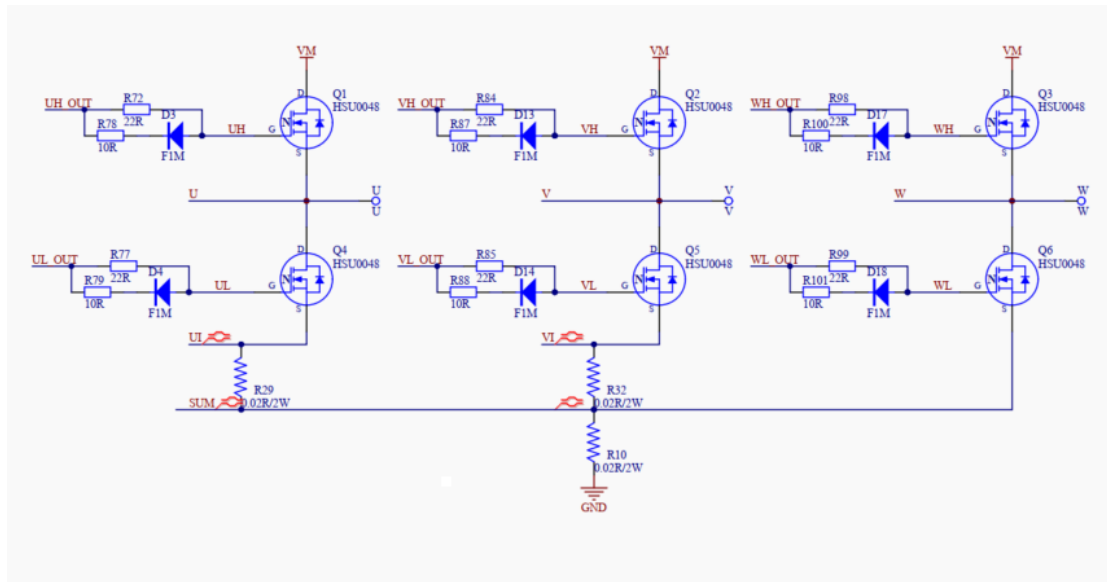 VM
VM
VM
R72
D3
Q1
HSU0048
UH_OUT
22R
R78
10R
F1M
UH
G
D
N
S
R84
D13
Q2
HSU0048
VH_OUT
22R
R87
10R
F1M
VH
G
D
N
S
R98
D17
Q3
HSU0048
WH_OUT
22R
R100
10R
F1M
WH
G
D
N
S
U
U
U
V
V
V
W
W
W
R77
D4
Q4
HSU0048
UL_OUT
22R
R79
10R
F1M
UL
G
D
N
S
R85
D14
Q5
HSU0048
VL_OUT
22R
R88
10R
F1M
VL
G
D
N
S
R99
D18
Q6
HSU0048
WL_OUT
22R
R101
10R
F1M
WL
G
D
N
S
UI
VI
R29
0.02R/2W
R32
0.02R/2W
SUM
R10
0.02R/2W
GND